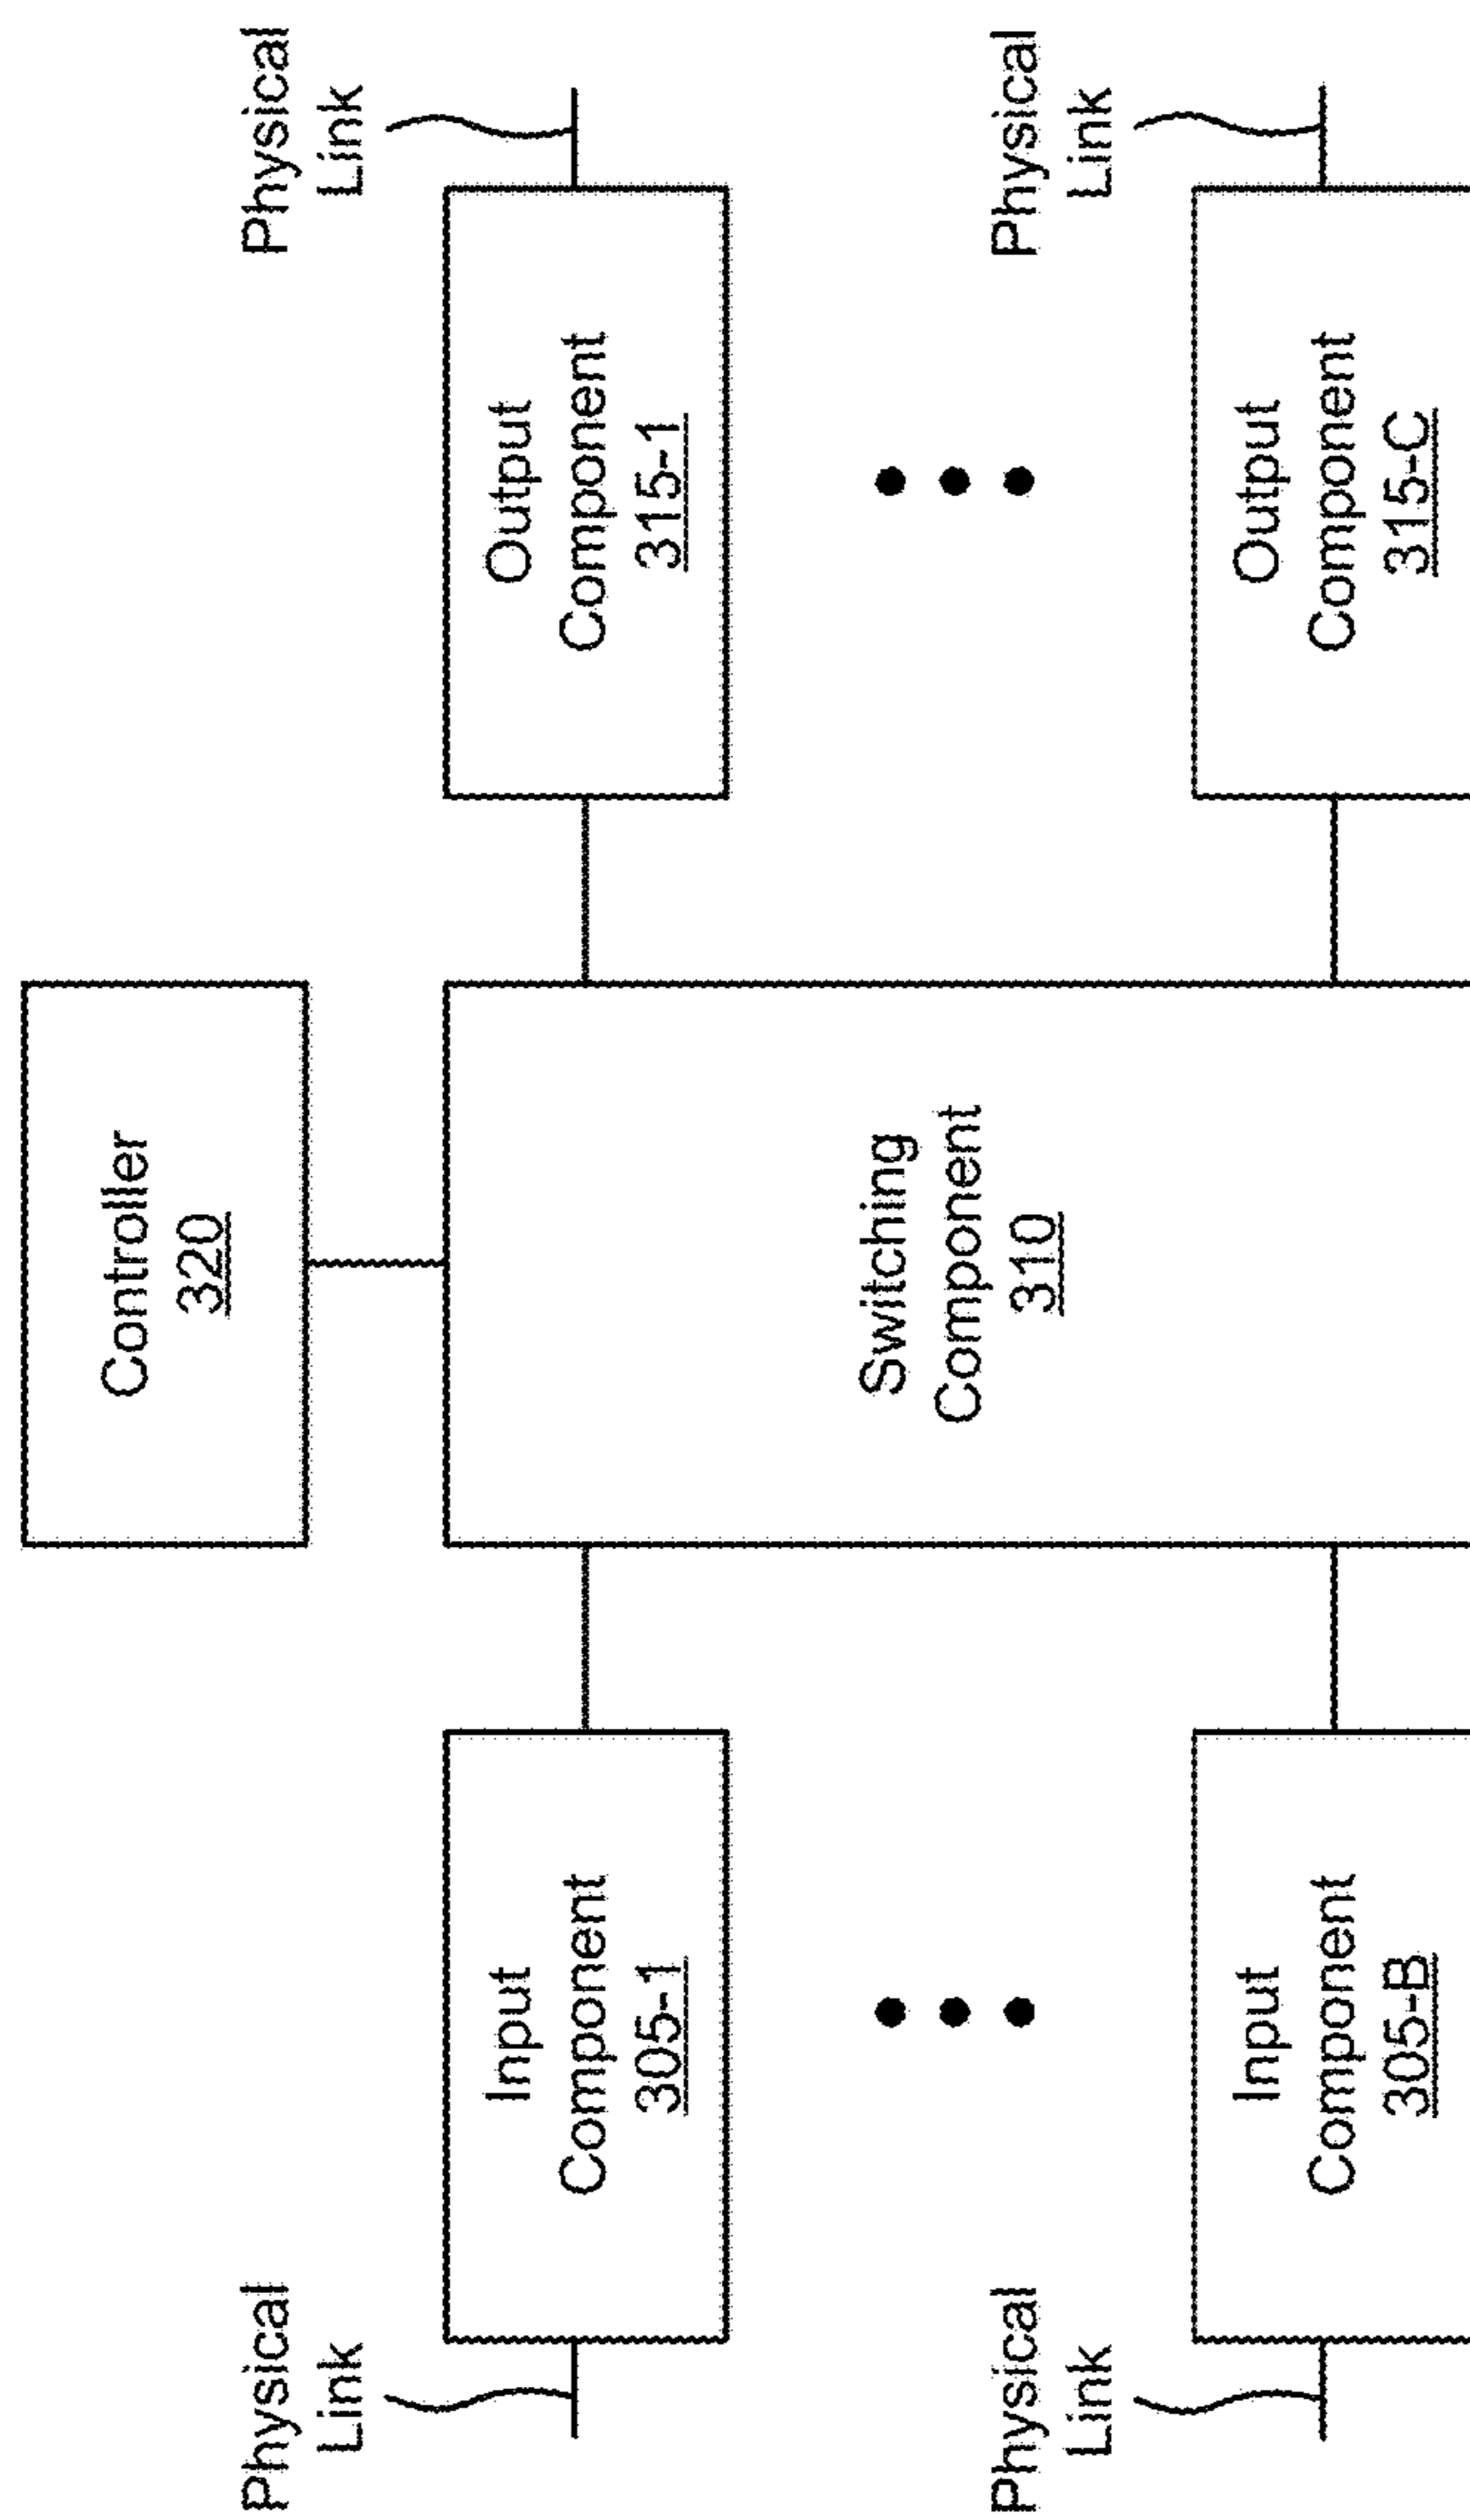 Controller
320
Physical
Link
Physical
Link
Input
Component
305-1
Output
Component
315-1
Switching
Component
310
Physical
Link
Physical
Link
Input
Component
305-B
Output
Component
315-C